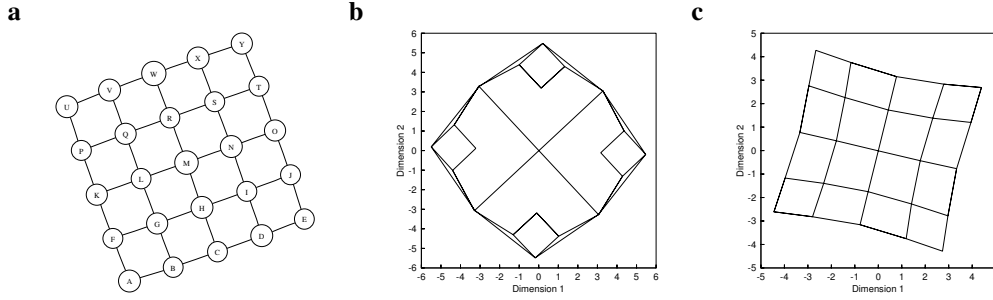 a
b
c
U V W X Y
P Q R S T
K L M N O
F G H I J
A B C D E
6
5
4
3
2
1
0
-1
-2
-3
-4
-5
-6
Dimension 2
-6 -5 -4 -3 -2 -1 0 1 2 3 4 5 6
Dimension 1
5
4
3
2
1
0
-1
-2
-3
-4
-5
Dimension 2
-5 -4 -3 -2 -1 0 1 2 3 4
Dimension 1